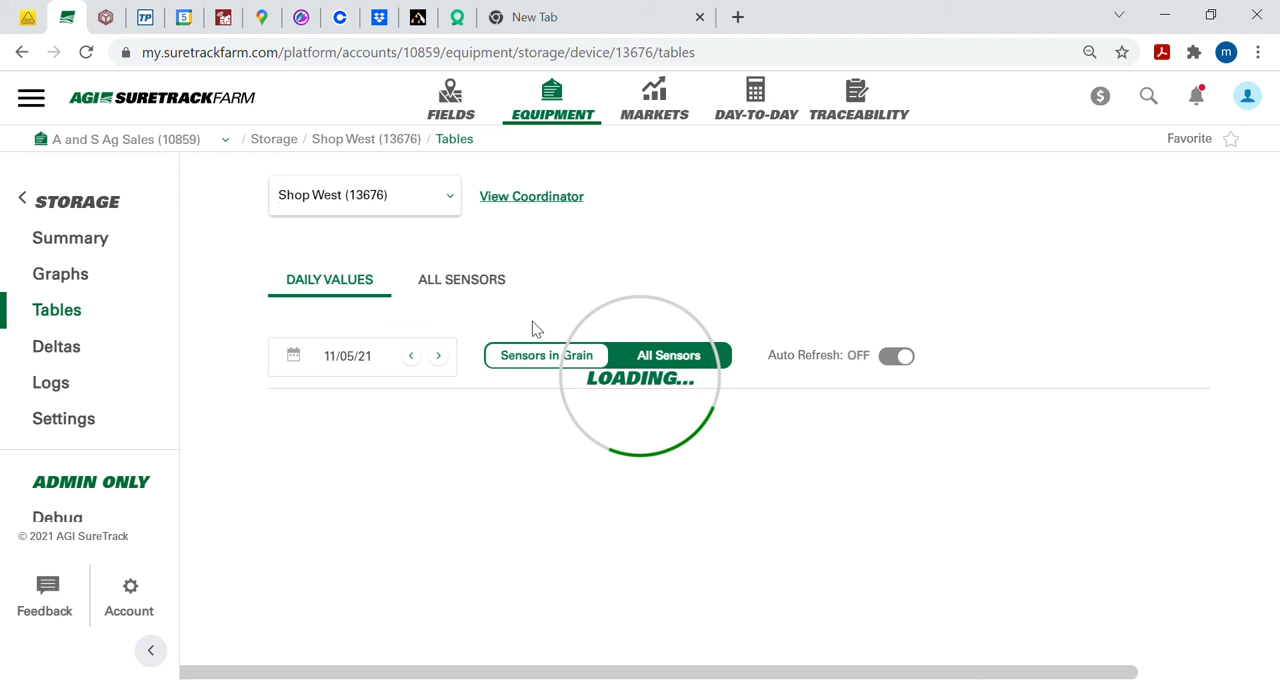 New Tab
my.suretrackfarm.com/platform/accounts/10859/equipment/storage/device/13676/tables
m
AGI SURETRACKFARM
FIELDS
EQUIPMENT
MARKETS
DAY-TO-DAY
TRACEABILITY
A and S Ag Sales (10859) / Storage / Shop West (13676) / Tables
Favorite
STORAGE
Summary
Graphs
Tables
Deltas
Logs
Settings
ADMIN ONLY
Debug
© 2021 AGI SureTrack
Feedback
Account
Shop West (13676)
View Coordinator
DAILY VALUES
ALL SENSORS
11/05/21
Sensors in Grain
All Sensors
Auto Refresh: OFF
LOADING...